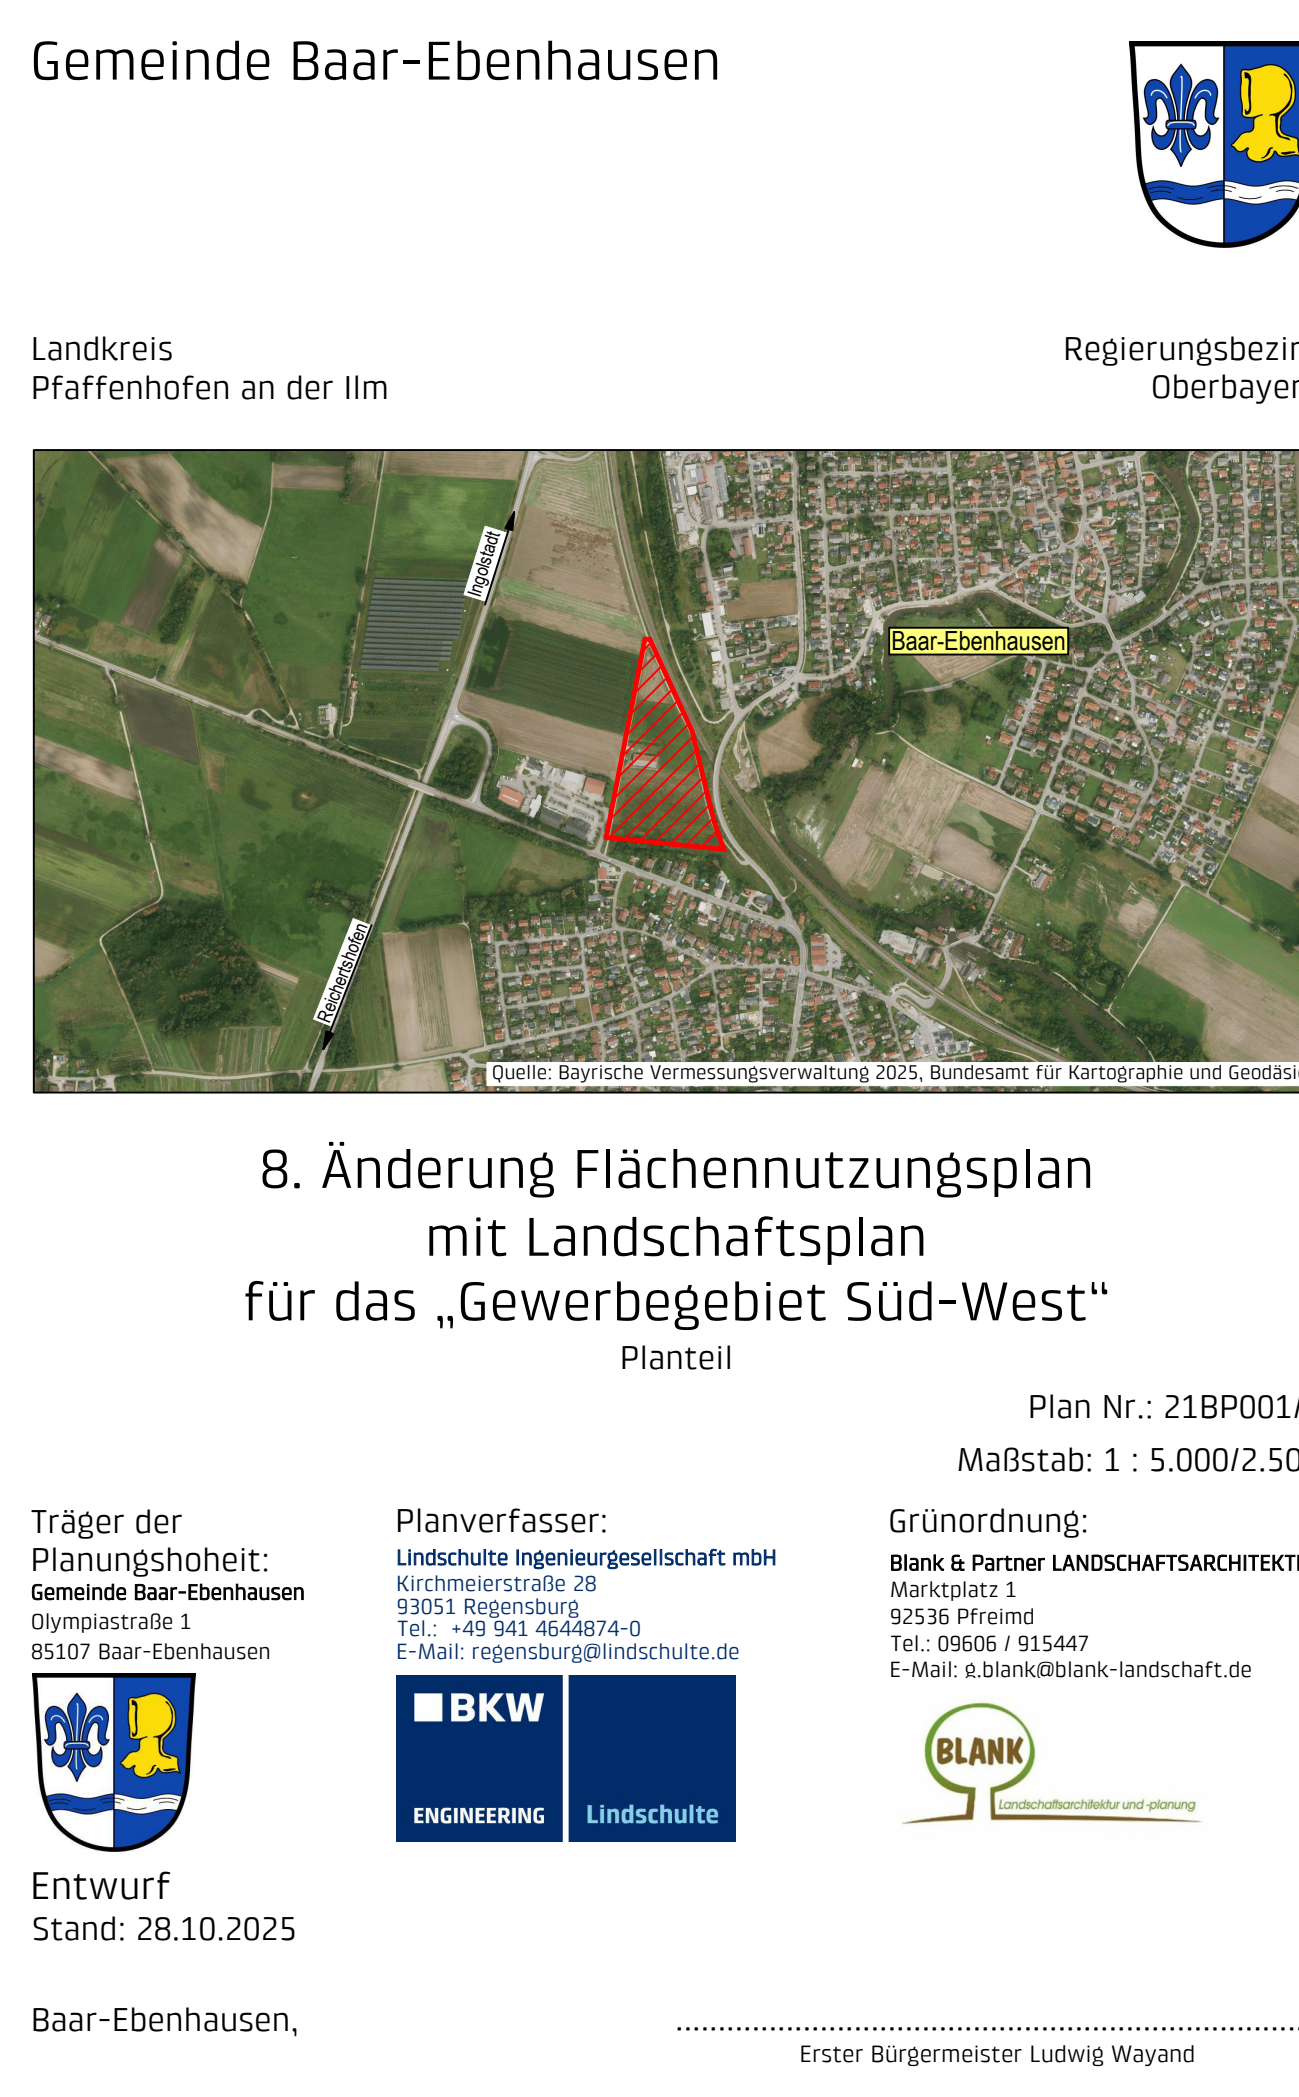 Gemeinde Baar-Ebenhausen
Landkreis
Pfaffenhofen an der Ilm
Regierungsbezir
Oberbayer
Ingolstadt
Baar-Ebenhausen
Reichertshofen
Quelle: Bayrische Vermessungsverwaltung 2025, Bundesamt für Kartographie und Geodäsi
8. Änderung Flächennutzungsplan
mit Landschaftsplan
für das „Gewerbegebiet Süd-West“
Planteil
Plan Nr.: 21BP001/
Maßstab: 1 : 5.000/2.50
Träger der
Planungshoheit:
Gemeinde Baar-Ebenhausen
Olympiastraße 1
85107 Baar-Ebenhausen
Planverfasser:
Lindschulte Ingenieurgesellschaft mbH
Kirchmeierstraße 28
93051 Regensburg
Tel.: +49 941 4644874-0
E-Mail: regensburg@lindschulte.de
BKW
ENGINEERING
Lindschulte
Grünordnung:
Blank & Partner LANDSCHAFTSARCHITEKT
Marktplatz 1
92536 Pfreimd
Tel.: 09606 / 915447
E-Mail: g.blank@blank-landschaft.de
BLANK
Landschaftsarchitektur und -planung
Entwurf
Stand: 28.10.2025
Baar-Ebenhausen,
Erster Bürgermeister Ludwig Wayand